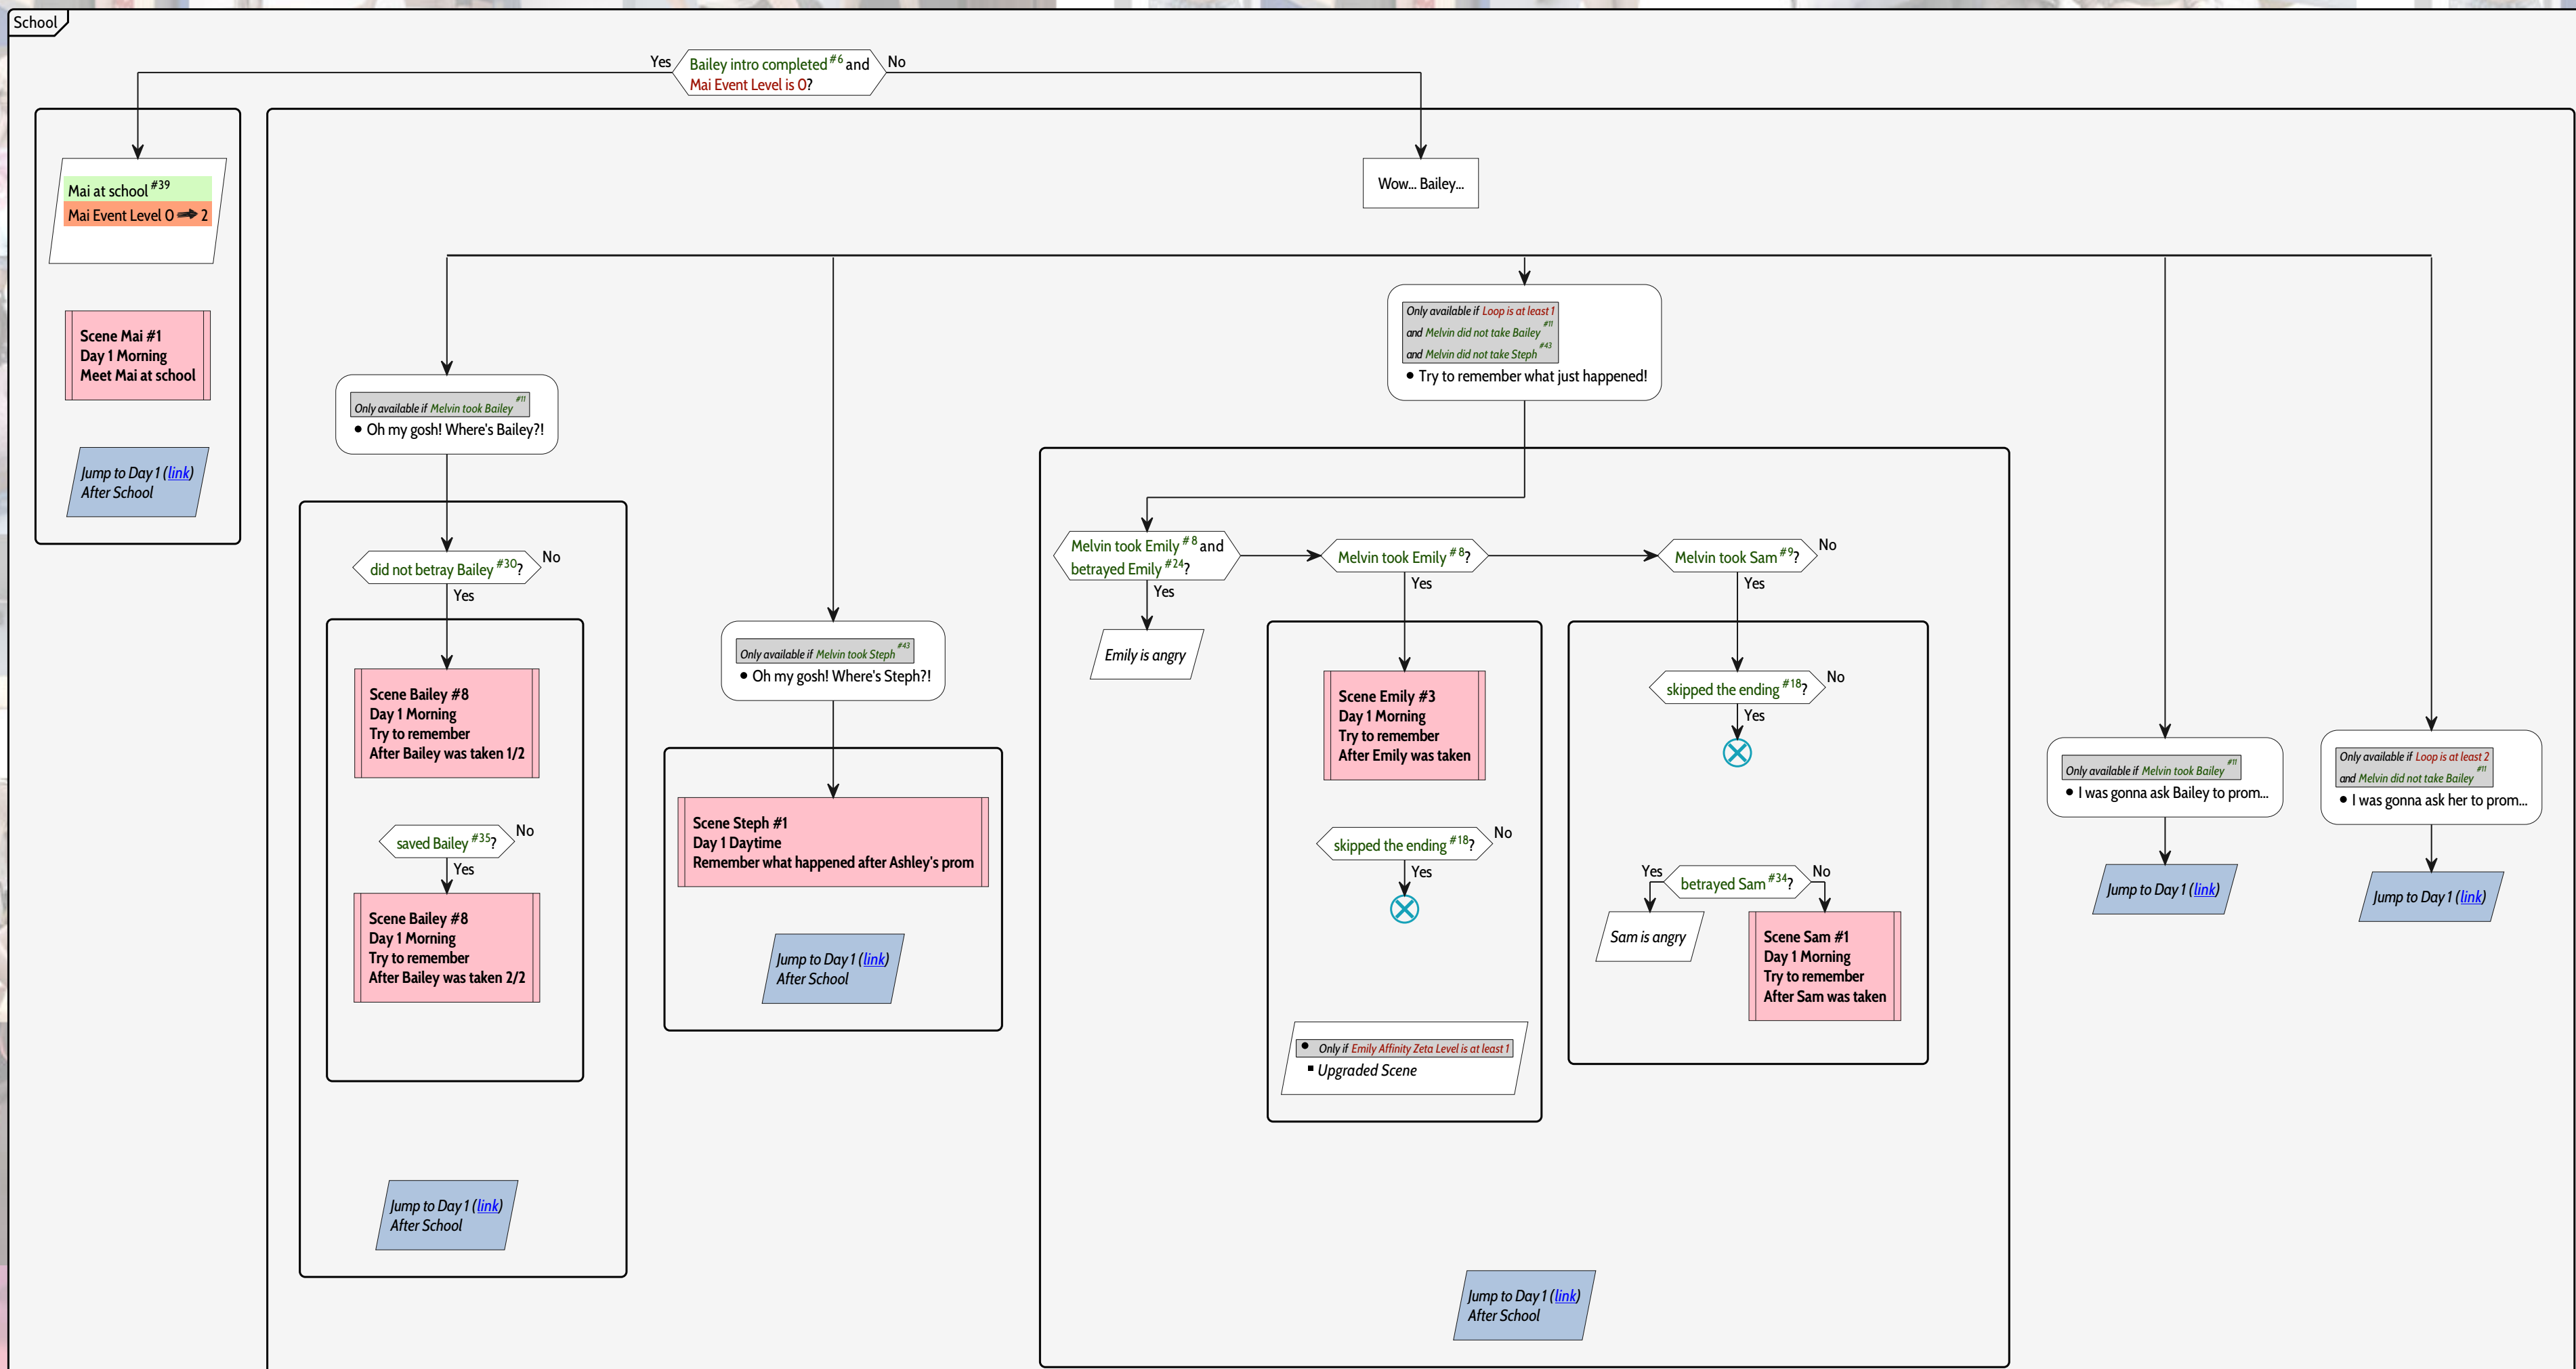 School
Yes
Bailey intro completed #6 and
Mai Event Level is 0?
No
Mai at school #39
Mai Event Level 0 ➡ 2
Scene Mai #1
Day 1 Morning
Meet Mai at school
Jump to Day 1 (link)
After School
Wow... Bailey...
Only available if Melvin took Bailey #11
• Oh my gosh! Where's Bailey?!
did not betray Bailey #30?
No
Yes
Scene Bailey #8
Day 1 Morning
Try to remember
After Bailey was taken 1/2
saved Bailey #35?
No
Yes
Scene Bailey #8
Day 1 Morning
Try to remember
After Bailey was taken 2/2
Jump to Day 1 (link)
After School
Only available if Melvin took Steph #43
• Oh my gosh! Where's Steph?!
Scene Steph #1
Day 1 Daytime
Remember what happened after Ashley's prom
Jump to Day 1 (link)
After School
Only available if Loop is at least 1
and Melvin did not take Bailey #11
and Melvin did not take Steph #43
• Try to remember what just happened!
Melvin took Emily #8 and
betrayed Emily #24?
Yes
Emily is angry
Melvin took Emily #8?
Yes
Scene Emily #3
Day 1 Morning
Try to remember
After Emily was taken
skipped the ending #18?
No
Yes
• Only if Emily Affinity Zeta Level is at least 1
▪ Upgraded Scene
Melvin took Sam #9?
No
Yes
skipped the ending #18?
No
Yes
Yes
betrayed Sam #34?
No
Sam is angry
Scene Sam #1
Day 1 Morning
Try to remember
After Sam was taken
Jump to Day 1 (link)
After School
Only available if Melvin took Bailey #11
• I was gonna ask Bailey to prom...
Jump to Day 1 (link)
Only available if Loop is at least 2
and Melvin did not take Bailey #11
• I was gonna ask her to prom...
Jump to Day 1 (link)